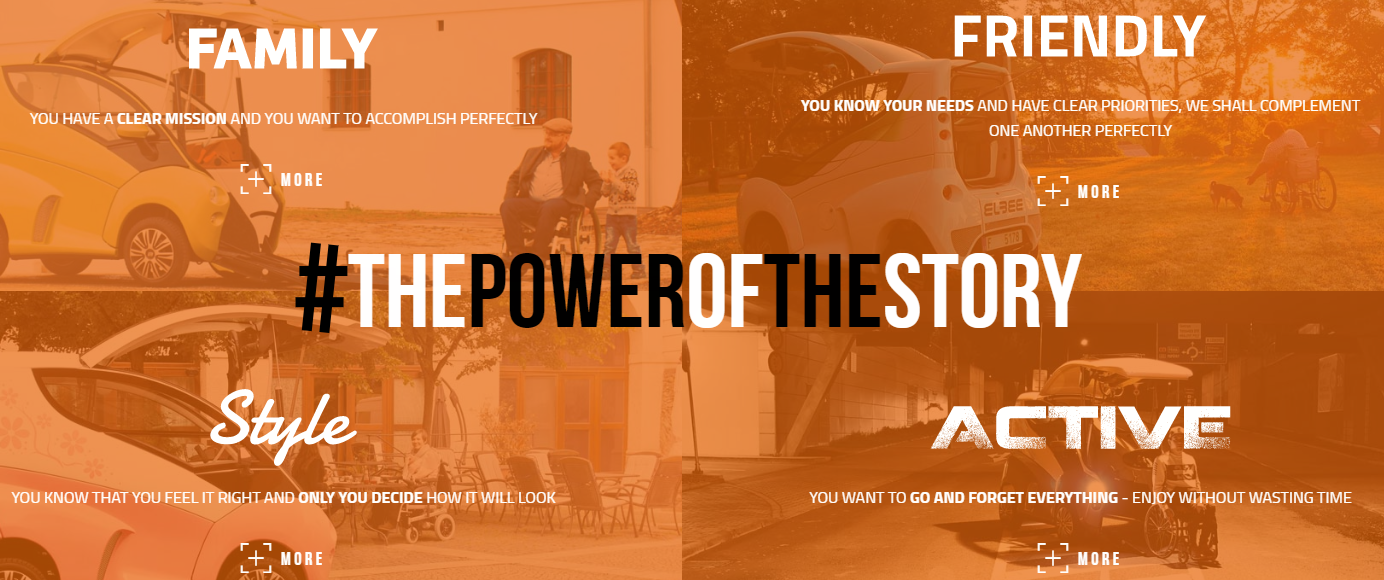 FAMILY
YOU HAVE A CLEAR MISSION AND YOU WANT TO ACCOMPLISH PERFECTLY
MORE
FRIENDLY
YOU KNOW YOUR NEEDS AND HAVE CLEAR PRIORITIES, WE SHALL COMPLEMENT
ONE ANOTHER PERFECTLY
MORE
ELBEE
#THEPOWEROFTHESTORY
Style
YOU KNOW THAT YOU FEEL IT RIGHT AND ONLY YOU DECIDE HOW IT WILL LOOK
MORE
ACTIVE
YOU WANT TO GO AND FORGET EVERYTHING - ENJOY WITHOUT WASTING TIME
MORE